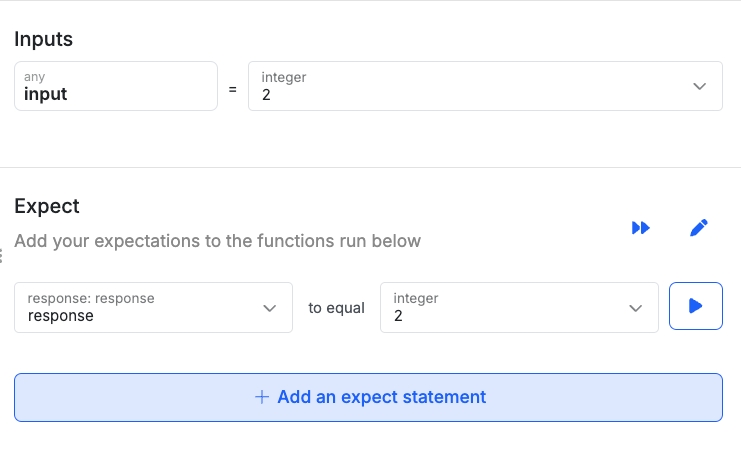 Inputs
any
input
=
integer
2
Expect
Add your expectations to the functions run below
response: response
response
to equal
integer
2
+ Add an expect statement